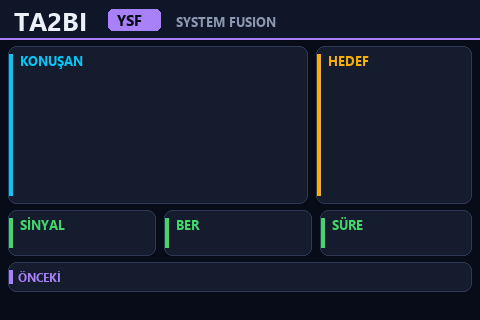 TA2BI YSF SYSTEM FUSION
KONUŞAN HEDEF
SİNYAL BER SÜRE
ÖNCEKİ